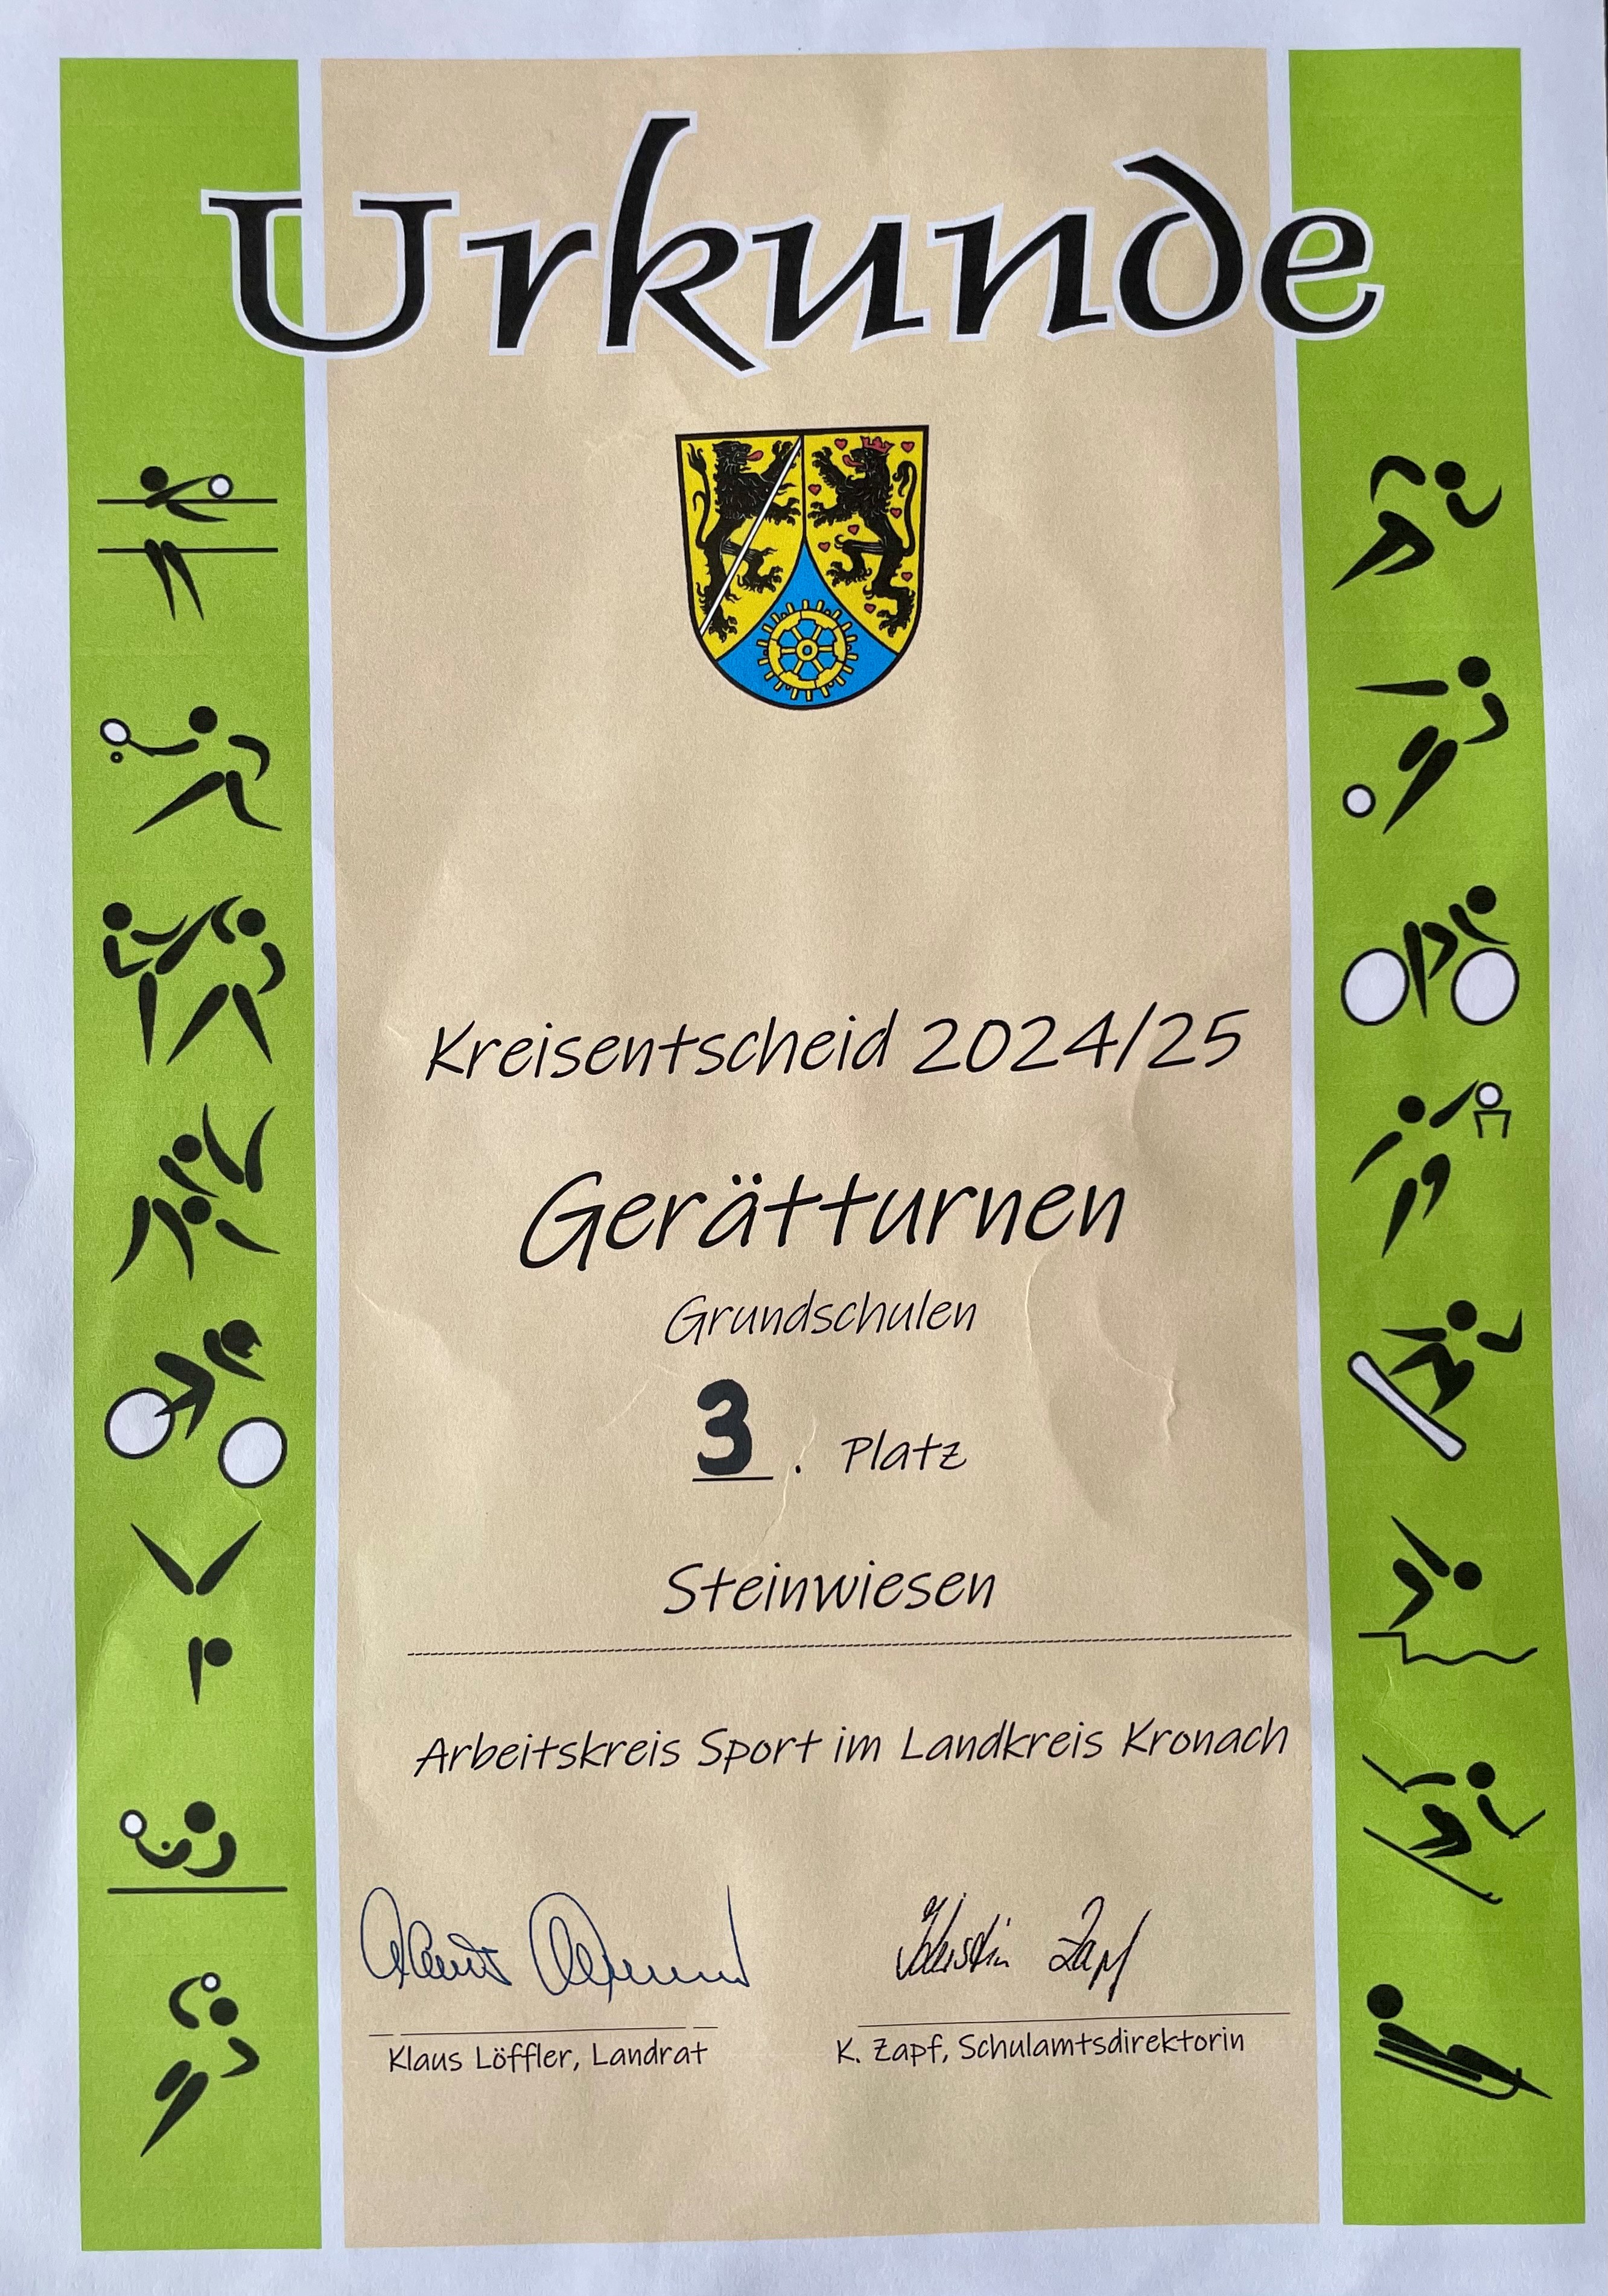 Urkunde
Kreisentscheid 2024/25
Gerätturnen
Grundschulen
3. Platz
Steinwiesen
Arbeitskreis Sport im Landkreis Kronach
Zapf
Klaus Löffler, Landrat K. Zapf, Schulamtsdirektorin